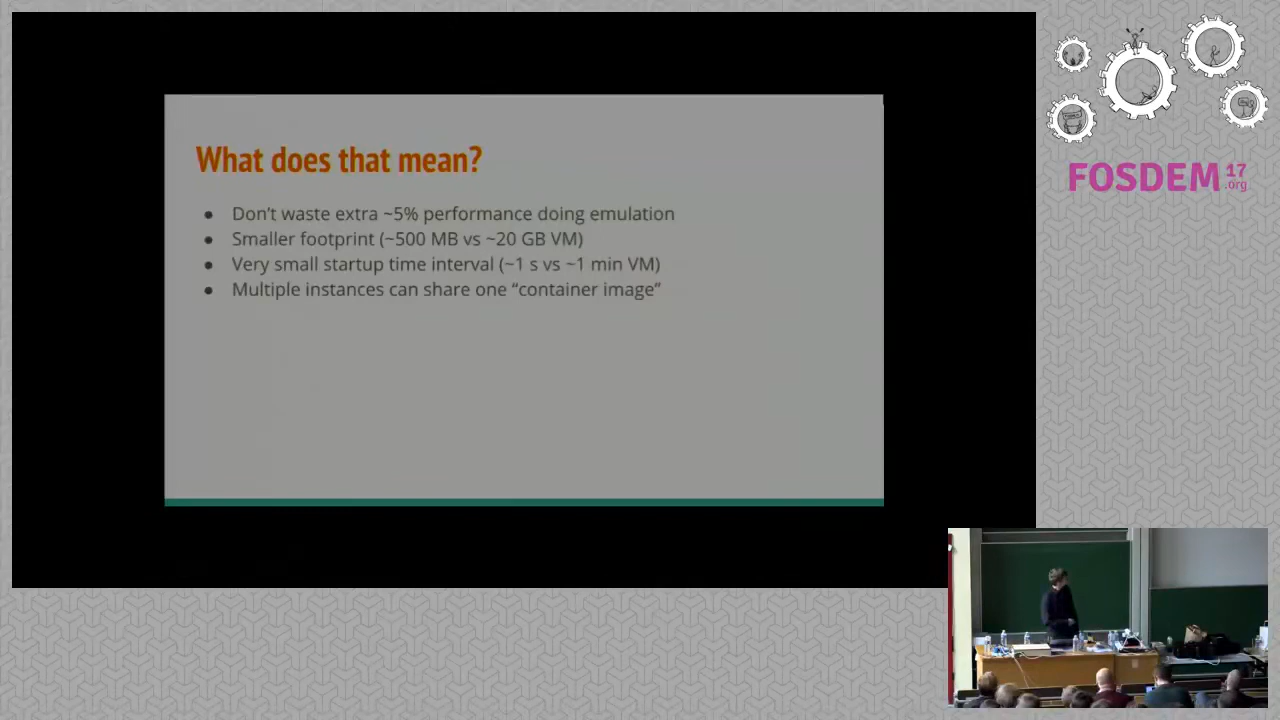 What does that mean?
● Don't waste extra ~5% performance doing emulation
● Smaller footprint (~500 MB vs ~20 GB VM)
● Very small startup time interval (~1 s vs ~1 min VM)
● Multiple instances can share one “container image”
FOSDEM 17
.org